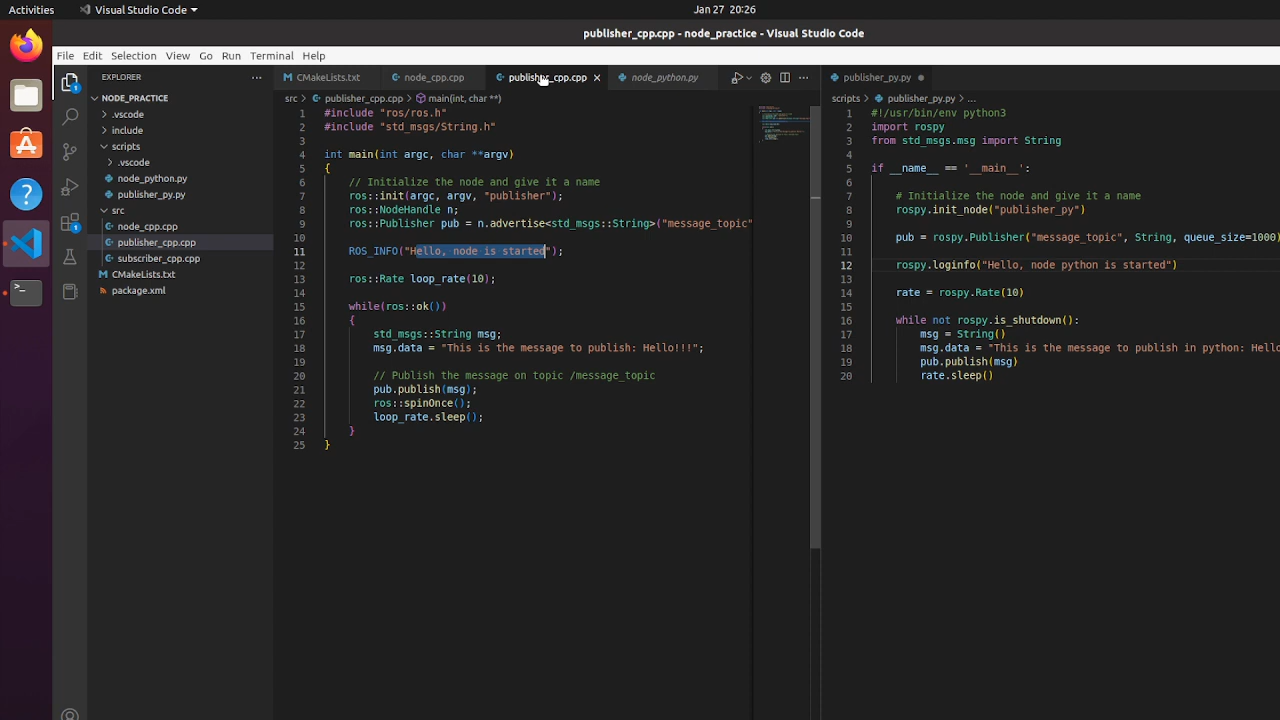 Activities
Visual Studio Code
Jan 27 20:26
publisher_cpp.cpp - node_practice - Visual Studio Code
File Edit Selection View Go Run Terminal Help
EXPLORER
NODE_PRACTICE
.vscode
include
scripts
.vscode
node_python.py
publisher_py.py
src
node_cpp.cpp
publisher_cpp.cpp
subscriber_cpp.cpp
CMakeLists.txt
package.xml
1
1
CMakeLists.txt
node_cpp.cpp
publisher_cpp.cpp
node_python.py
src > publisher_cpp.cpp > main(int, char **)
1 #include "ros/ros.h"
2 #include "std_msgs/String.h"
3
4 int main(int argc, char **argv)
5 {
6 // Initialize the node and give it a name
7 ros::init(argc, argv, "publisher");
8 ros::NodeHandle n;
9 ros::Publisher pub = n.advertise<std_msgs::String>("message_topic"
10
11 ROS_INFO("Hello, node is started");
12
13 ros::Rate loop_rate(10);
14
15 while(ros::ok())
16 {
17 std_msgs::String msg;
18 msg.data = "This is the message to publish: Hello!!!";
19
20 // Publish the message on topic /message_topic
21 pub.publish(msg);
22 ros::spinOnce();
23 loop_rate.sleep();
24 }
25 }
publisher_py.py
scripts > publisher_py.py > ...
1 #!/usr/bin/env python3
2 import rospy
3 from std_msgs.msg import String
4
5 if __name__ == '__main__':
6
7 # Initialize the node and give it a name
8 rospy.init_node("publisher_py")
9
10 pub = rospy.Publisher("message_topic", String, queue_size=1000)
11
12 rospy.loginfo("Hello, node python is started")
13
14 rate = rospy.Rate(10)
15
16 while not rospy.is_shutdown():
17 msg = String()
18 msg.data = "This is the message to publish in python: Hello
19 pub.publish(msg)
20 rate.sleep()